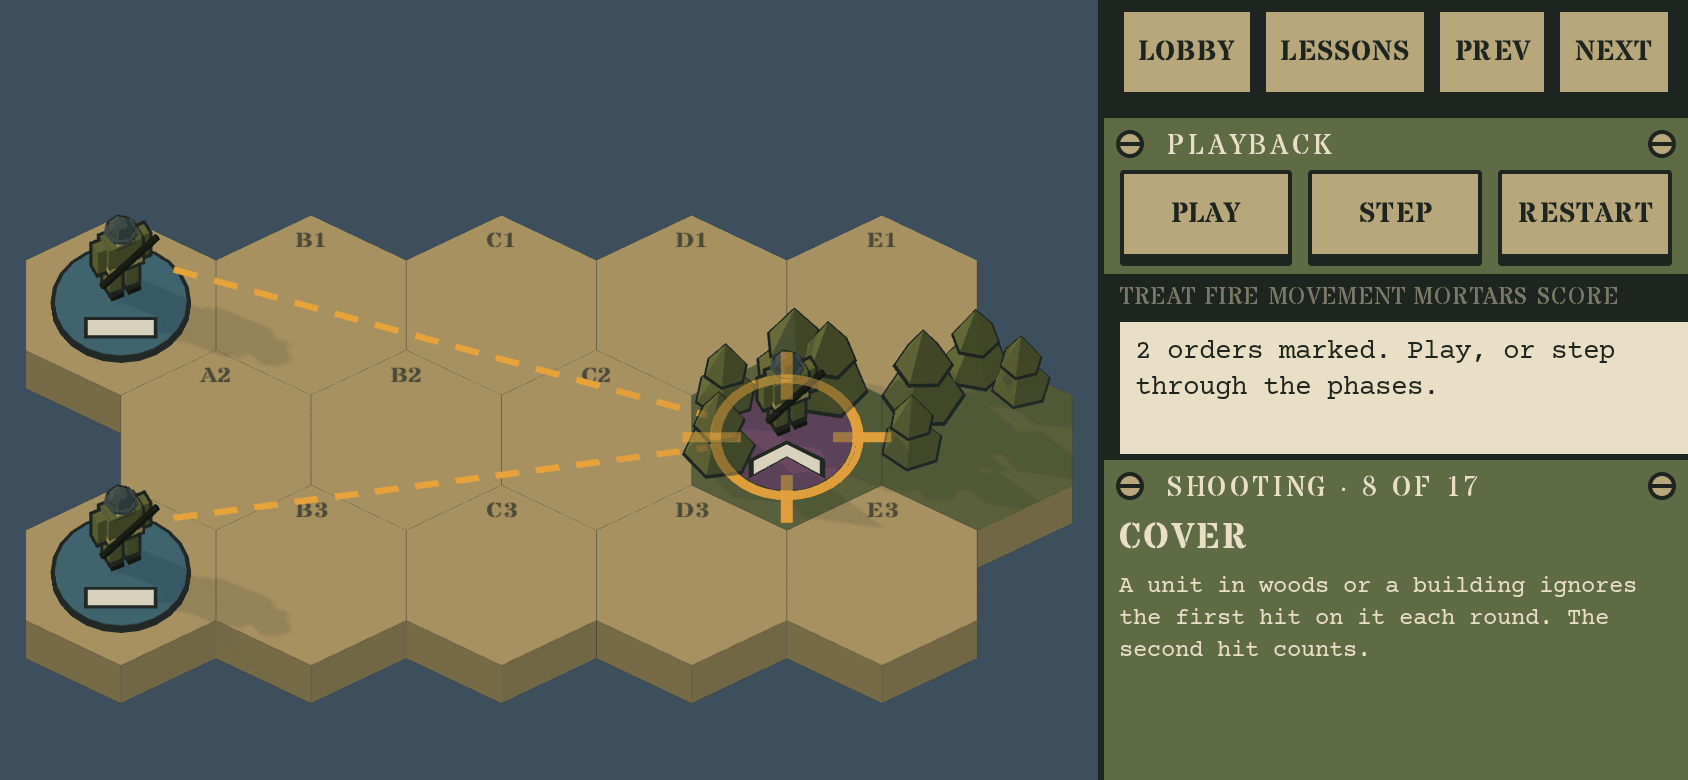 LOBBY LESSONS PREV NEXT
PLAYBACK
PLAY STEP RESTART
TREAT FIRE MOVEMENT MORTARS SCORE
2 orders marked. Play, or step
through the phases.
SHOOTING · 8 OF 17
COVER
A unit in woods or a building ignores
the first hit on it each round. The
second hit counts.
B1 C1 D1 E1
A2 B2 C2
B3 C3 D3 E3